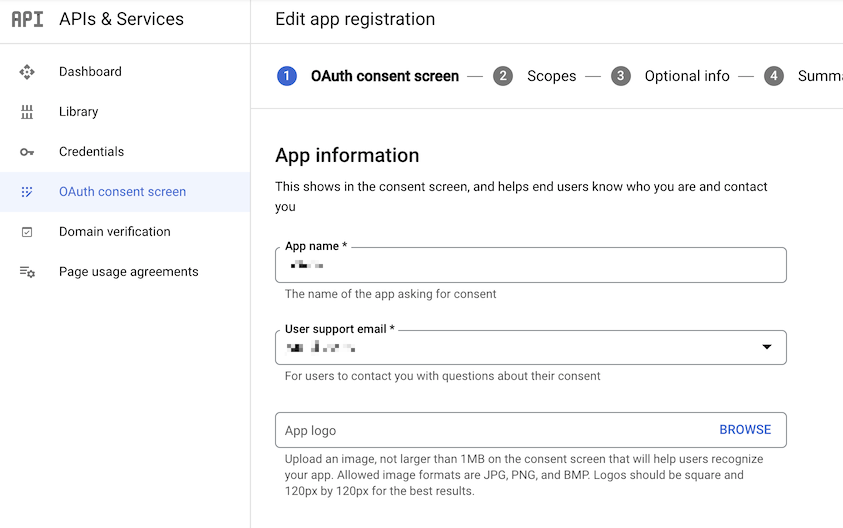 API APIs & Services
Dashboard
Library
Credentials
OAuth consent screen
Domain verification
Page usage agreements
Edit app registration
1 OAuth consent screen — 2 Scopes — 3 Optional info — 4
App information
This shows in the consent screen, and helps end users know who you are and contact
you
App name *
The name of the app asking for consent
User support email *
For users to contact you with questions about their consent
App logo BROWSE
Upload an image, not larger than 1MB on the consent screen that will help users recognize
your app. Allowed image formats are JPG, PNG, and BMP. Logos should be square and
120px by 120px for the best results.